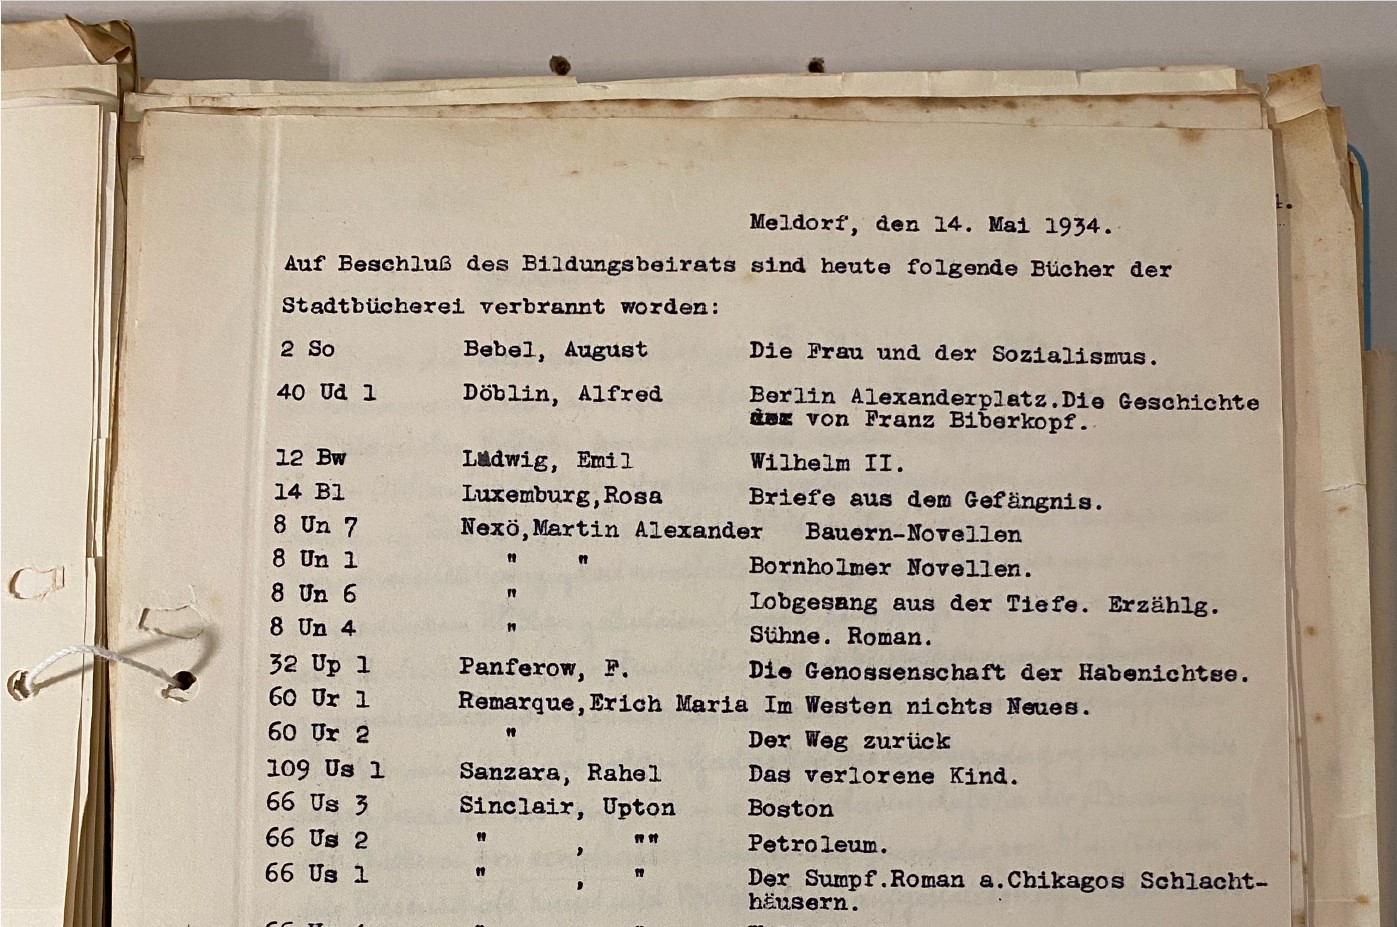 Meldorf, den 14. Mai 1934.
Auf Beschluß des Bildungsbeirats sind heute folgende Bücher der
Stadtbücherei verbrannt worden:
2 So Bebel, August Die Frau und der Sozialismus.
40 Ud 1 Döblin, Alfred Berlin Alexanderplatz.Die Geschichte
von Franz Biberkopf.
12 Bw Ludwig, Emil Wilhelm II.
14 Bl Luxemburg,Rosa Briefe aus dem Gefängnis.
8 Un 7 Nexö,Martin Alexander Bauern-Novellen
8 Un 1 " " Bornholmer Novellen.
8 Un 6 " Lobgesang aus der Tiefe. Erzählg.
8 Un 4 " Sühne. Roman.
32 Up 1 Panferow, F. Die Genossenschaft der Habenichtse.
60 Ur 1 Remarque,Erich Maria Im Westen nichts Neues.
60 Ur 2 " Der Weg zurück
109 Us 1 Sanzara, Rahel Das verlorene Kind.
66 Us 3 Sinclair, Upton Boston
66 Us 2 " , "" Petroleum.
66 Us 1 " , " Der Sumpf.Roman a.Chikagos Schlacht-
häusern.